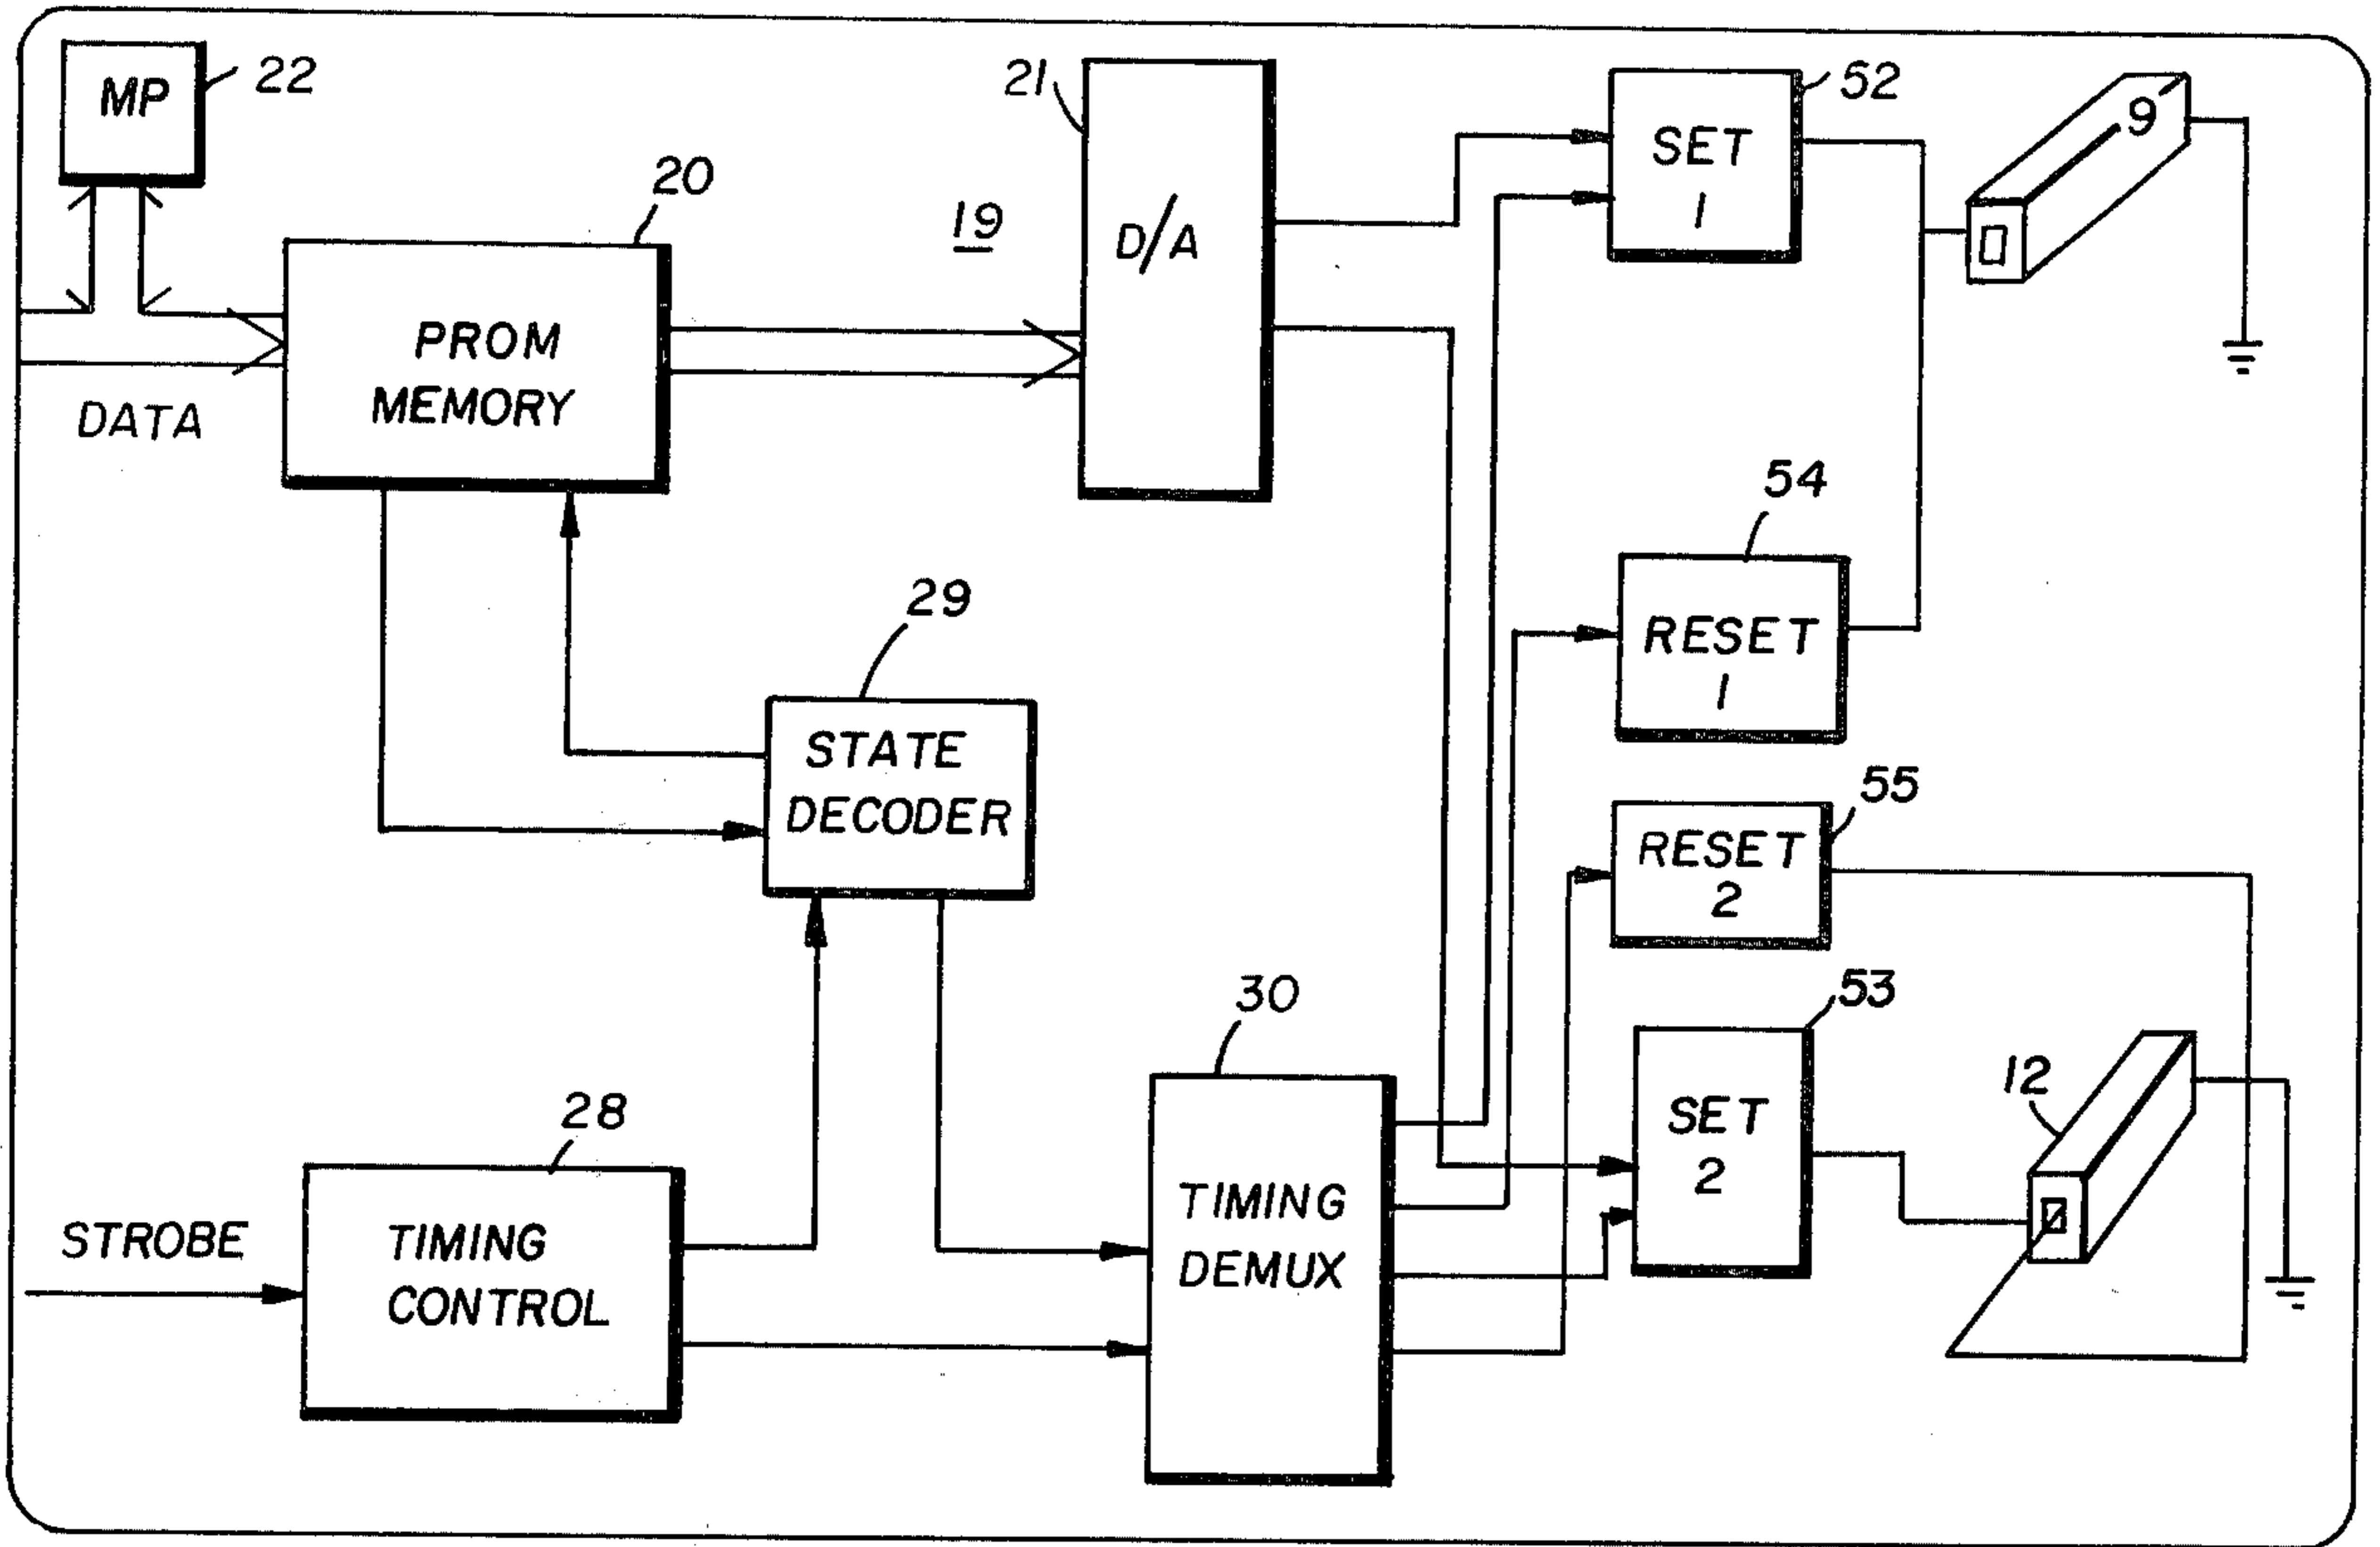 MP
22
20
19
21
D/A
52
SET
1
9
PROM
MEMORY
DATA
54
RESET
1
29
STATE
DECODER
55
RESET
2
53
SET
2
12
30
TIMING
DEMUX
28
TIMING
CONTROL
STROBE